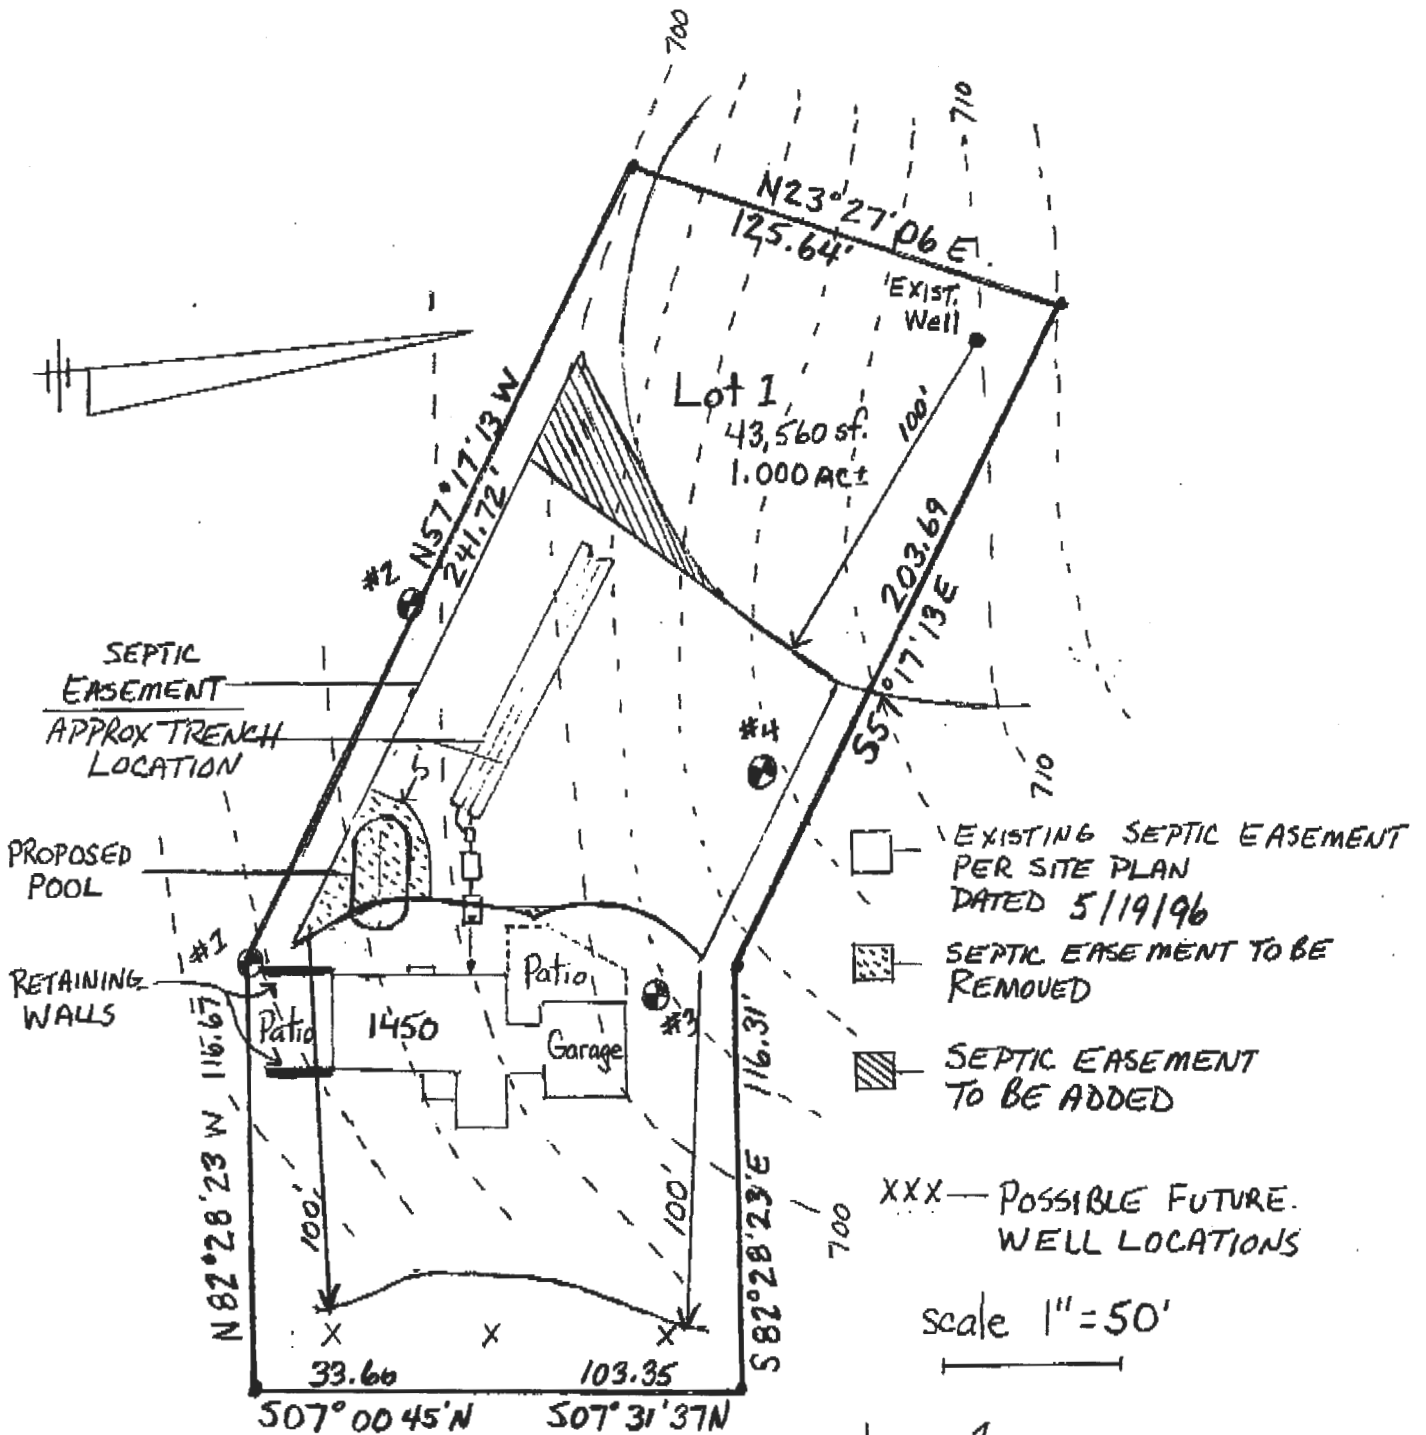 700
710
N23°27'06 E
125.64'
EXIST.
Well
Lot 1
43,560 sf.
1.000 AC±
100'
N57°17'13 W
241.72'
203.69
S57°17'13 E
#2
SEPTIC
EASEMENT
APPROX TRENCH
LOCATION
#4
710
5'
PROPOSED
POOL
EXISTING SEPTIC EASEMENT
PER SITE PLAN
DATED 5/19/96
SEPTIC EASEMENT TO BE
REMOVED
#1
RETAINING
WALLS
Patio
1450
Patio
Garage
#3
116.67
N 82°28'23 W
116.31'
S 82°28'23'E
SEPTIC EASEMENT
TO BE ADDED
100'
100'
700
XXX — POSSIBLE FUTURE.
WELL LOCATIONS
scale 1"=50'
X X X
33.66 103.35
S07°00 45'N S07°31'37N